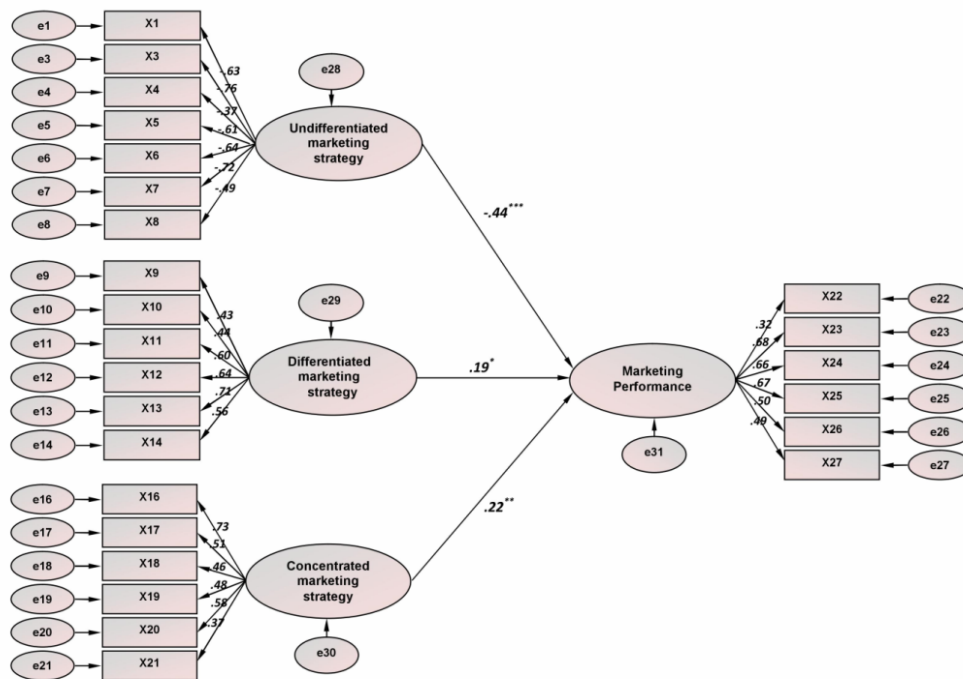 e1
X1
e3
X3
e4
X4
e5
X5
e6
X6
e7
X7
e8
X8
-.63
-.76
-.37
-.61
-.64
-.72
-.49
e28
Undifferentiated
marketing
strategy
-.44***
e9
X9
e10
X10
e11
X11
e12
X12
e13
X13
e14
X14
.43
.44
.60
.64
.71
.56
e29
Differentiated
marketing
strategy
.19*
e16
X16
e17
X17
e18
X18
e19
X19
e20
X20
e21
X21
.73
.51
.46
.48
.58
.37
Concentrated
marketing
strategy
e30
.22**
Marketing
Performance
e31
.32
.68
.66
.67
.50
.49
X22
e22
X23
e23
X24
e24
X25
e25
X26
e26
X27
e27